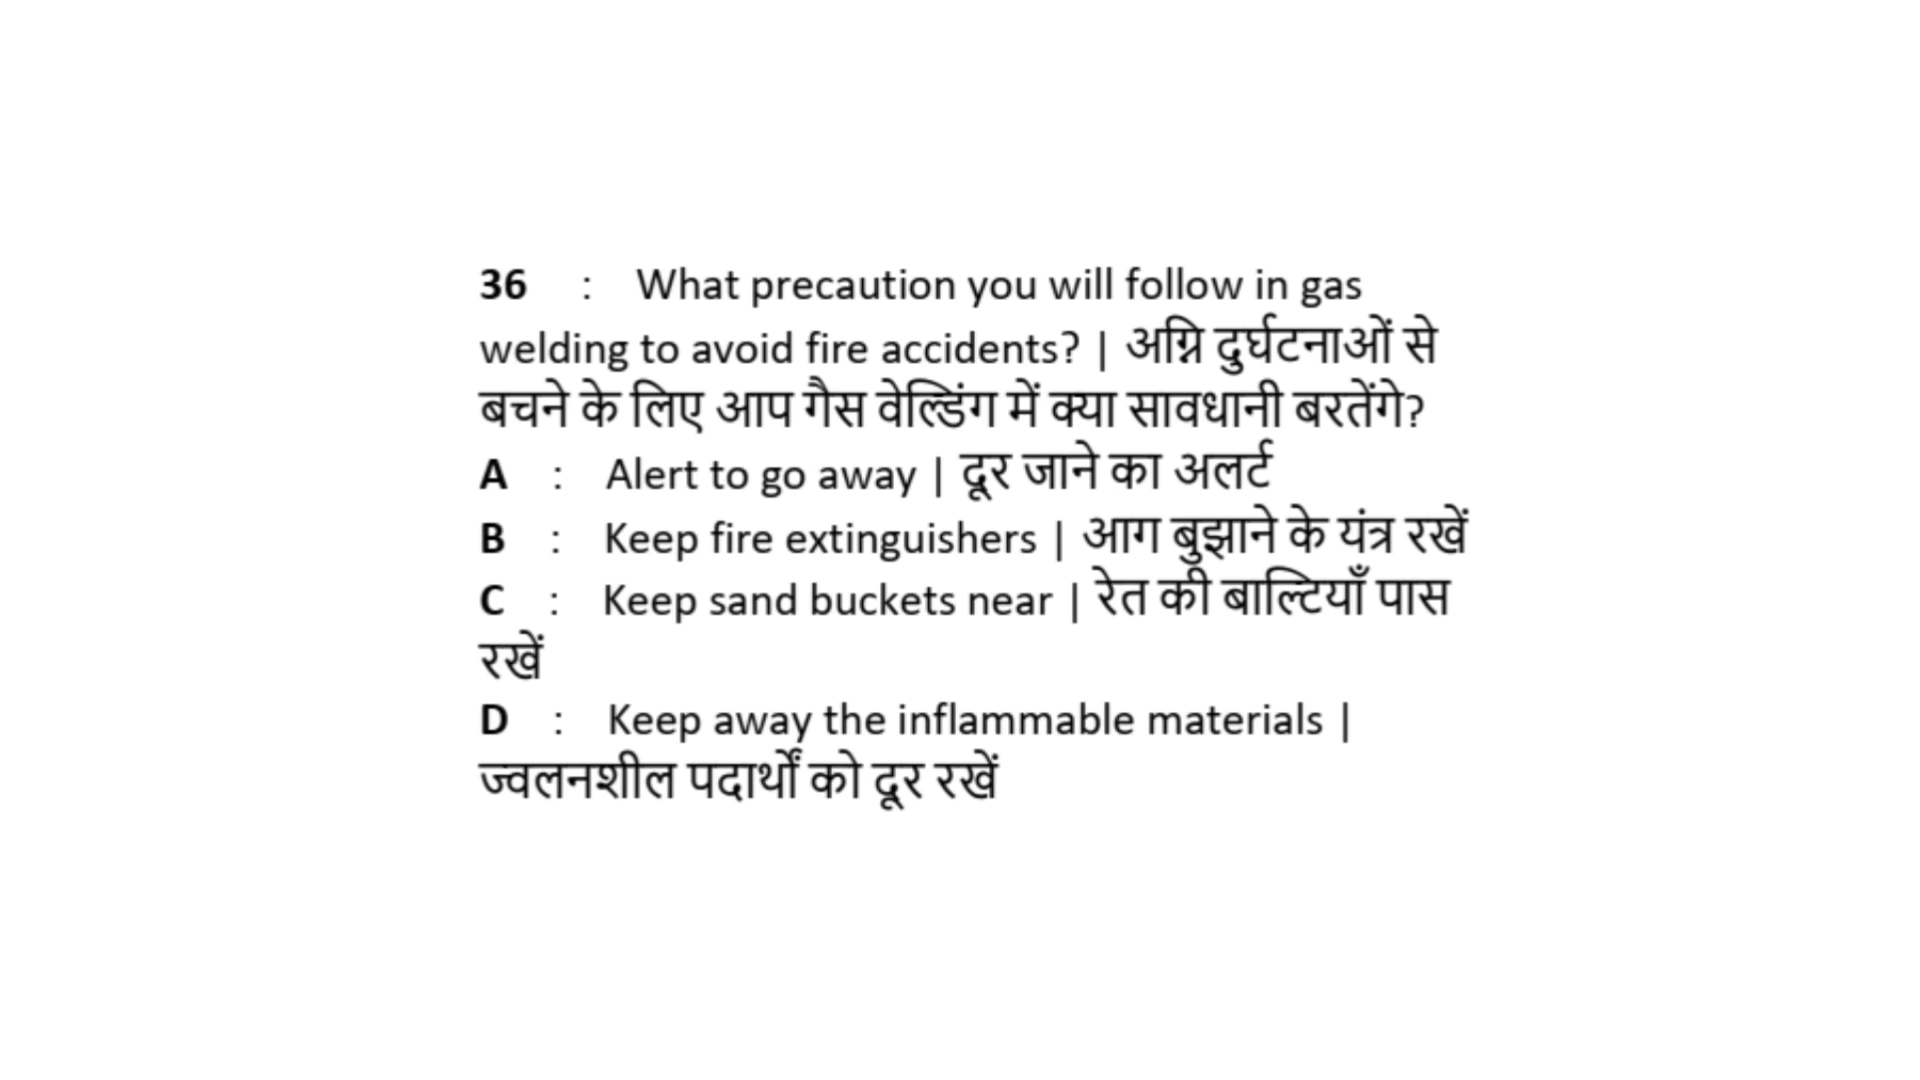 36 : What precaution you will follow in gas
welding to avoid fire accidents? | अग्नि दुर्घटनाओं से
बचने के लिए आप गैस वेल्डिंग में क्या सावधानी बरतेंगे?
A : Alert to go away | दूर जाने का अलर्ट
B : Keep fire extinguishers | आग बुझाने के यंत्र रखें
C : Keep sand buckets near | रेत की बाल्टियाँ पास
रखें
D : Keep away the inflammable materials |
ज्वलनशील पदार्थों को दूर रखें